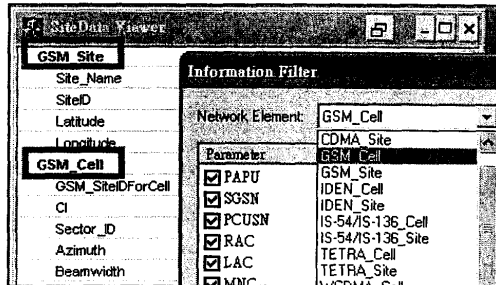 SiteData Viewer
GSM_Site
Site_Name
SiteID
Latitude
Longitude
GSM_Cell
GSM_SiteIDForCell
CI
Sector_ID
Azimuth
Beamwidth
Information Filter
Network Element:
GSM_Cell
CDMA_Site
GSM_Cell
GSM_Site
IDEN_Cell
IDEN_Site
IS-54/IS-136_Cell
IS-54/IS-136_Site
TETRA_Cell
TETRA_Site
WCDMA_Cell
Parameter
PAPU
SGSN
PCUSN
RAC
LAC
MNC